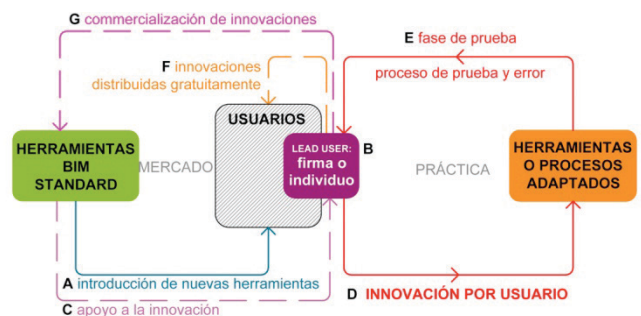 G commercialización de innovaciones
E fase de prueba
proceso de prueba y error
F innovaciones
distribuidas gratuitamente
USUARIOS
HERRAMIENTAS
BIM
STANDARD
MERCADO
LEAD USER:
firma o
individuo
B
PRÁCTICA
HERRAMIENTAS
O PROCESOS
ADAPTADOS
A introducción de nuevas herramientas
D INNOVACIÓN POR USUARIO
C apoyo a la innovación